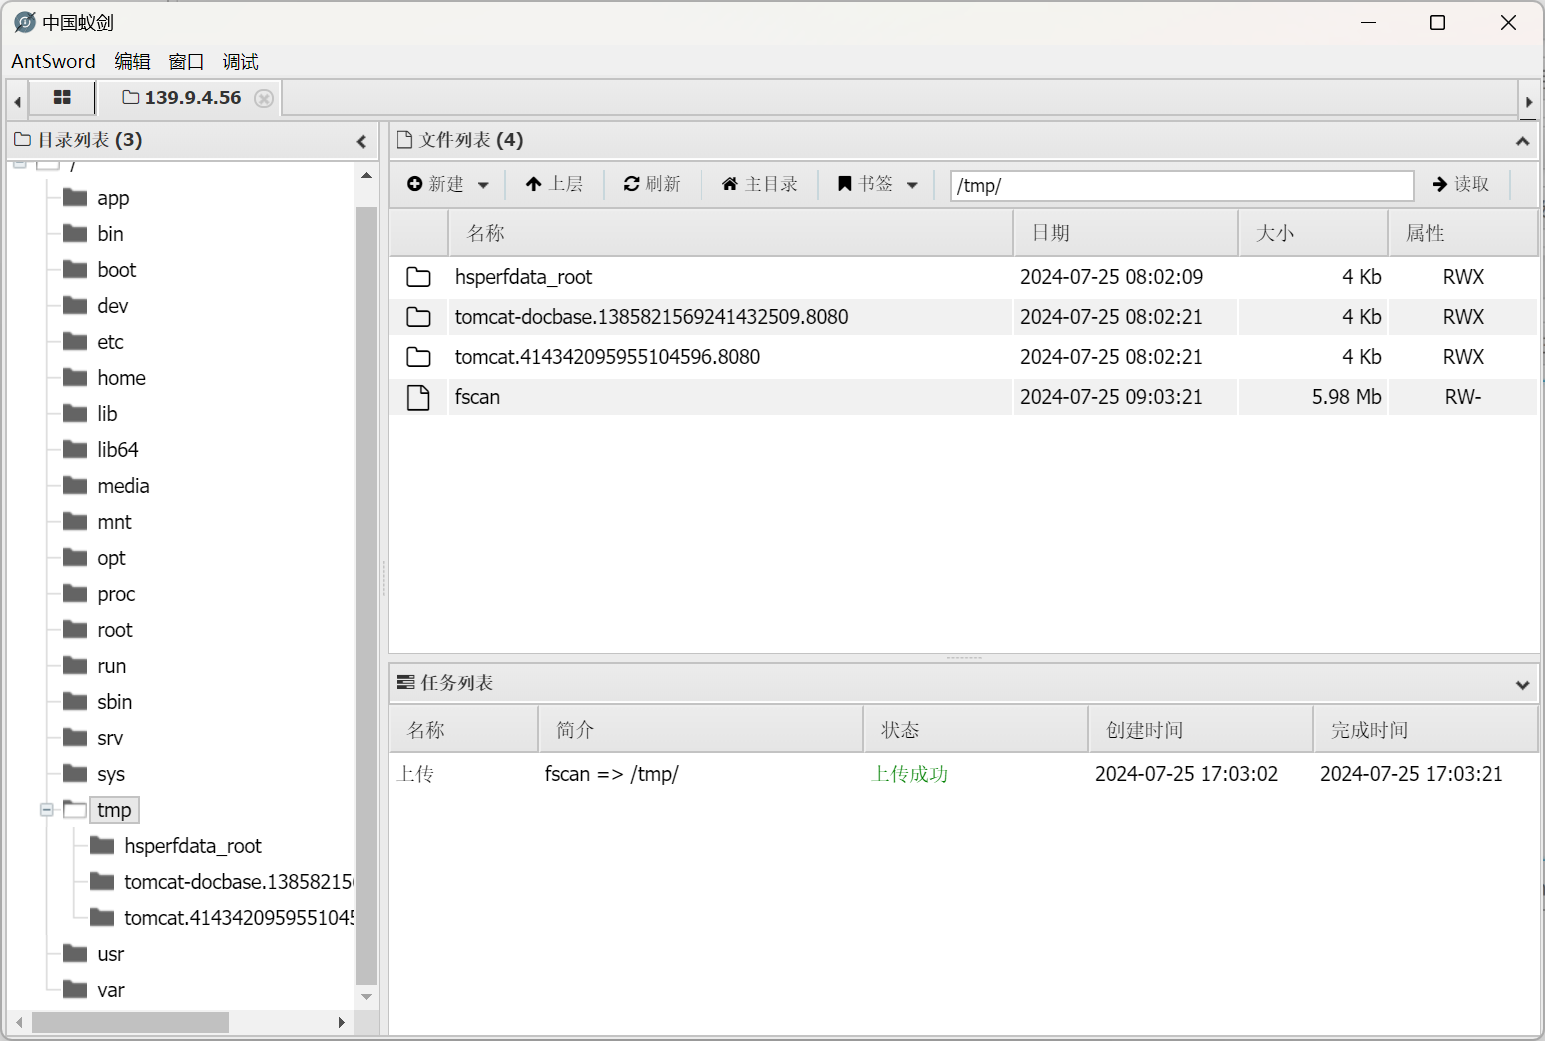 中国蚁剑
AntSword 编辑 窗口 调试
139.9.4.56
目录列表 (3)
/
app
bin
boot
dev
etc
home
lib
lib64
media
mnt
opt
proc
root
run
sbin
srv
sys
tmp
hsperfdata_root
tomcat-docbase.1385821569
tomcat.4143420959551045
usr
var
文件列表 (4)
新建 上层 刷新 主目录 书签 /tmp/ 读取
名称 日期 大小 属性
hsperfdata_root 2024-07-25 08:02:09 4 Kb RWX
tomcat-docbase.1385821569241432509.8080 2024-07-25 08:02:21 4 Kb RWX
tomcat.414342095955104596.8080 2024-07-25 08:02:21 4 Kb RWX
fscan 2024-07-25 09:03:21 5.98 Mb RW-
任务列表
名称 简介 状态 创建时间 完成时间
上传 fscan => /tmp/ 上传成功 2024-07-25 17:03:02 2024-07-25 17:03:21